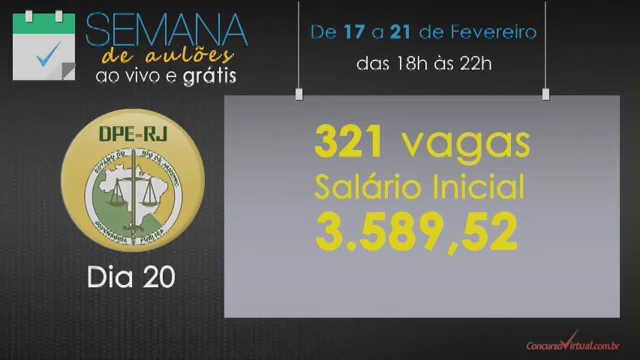 SEMANA
de aulões
ao vivo e grátis
De 17 a 21 de Fevereiro
das 18h às 22h
DPE-RJ
Dia 20
321 vagas
Salário Inicial
3.589,52
ConcursoVirtual.com.br